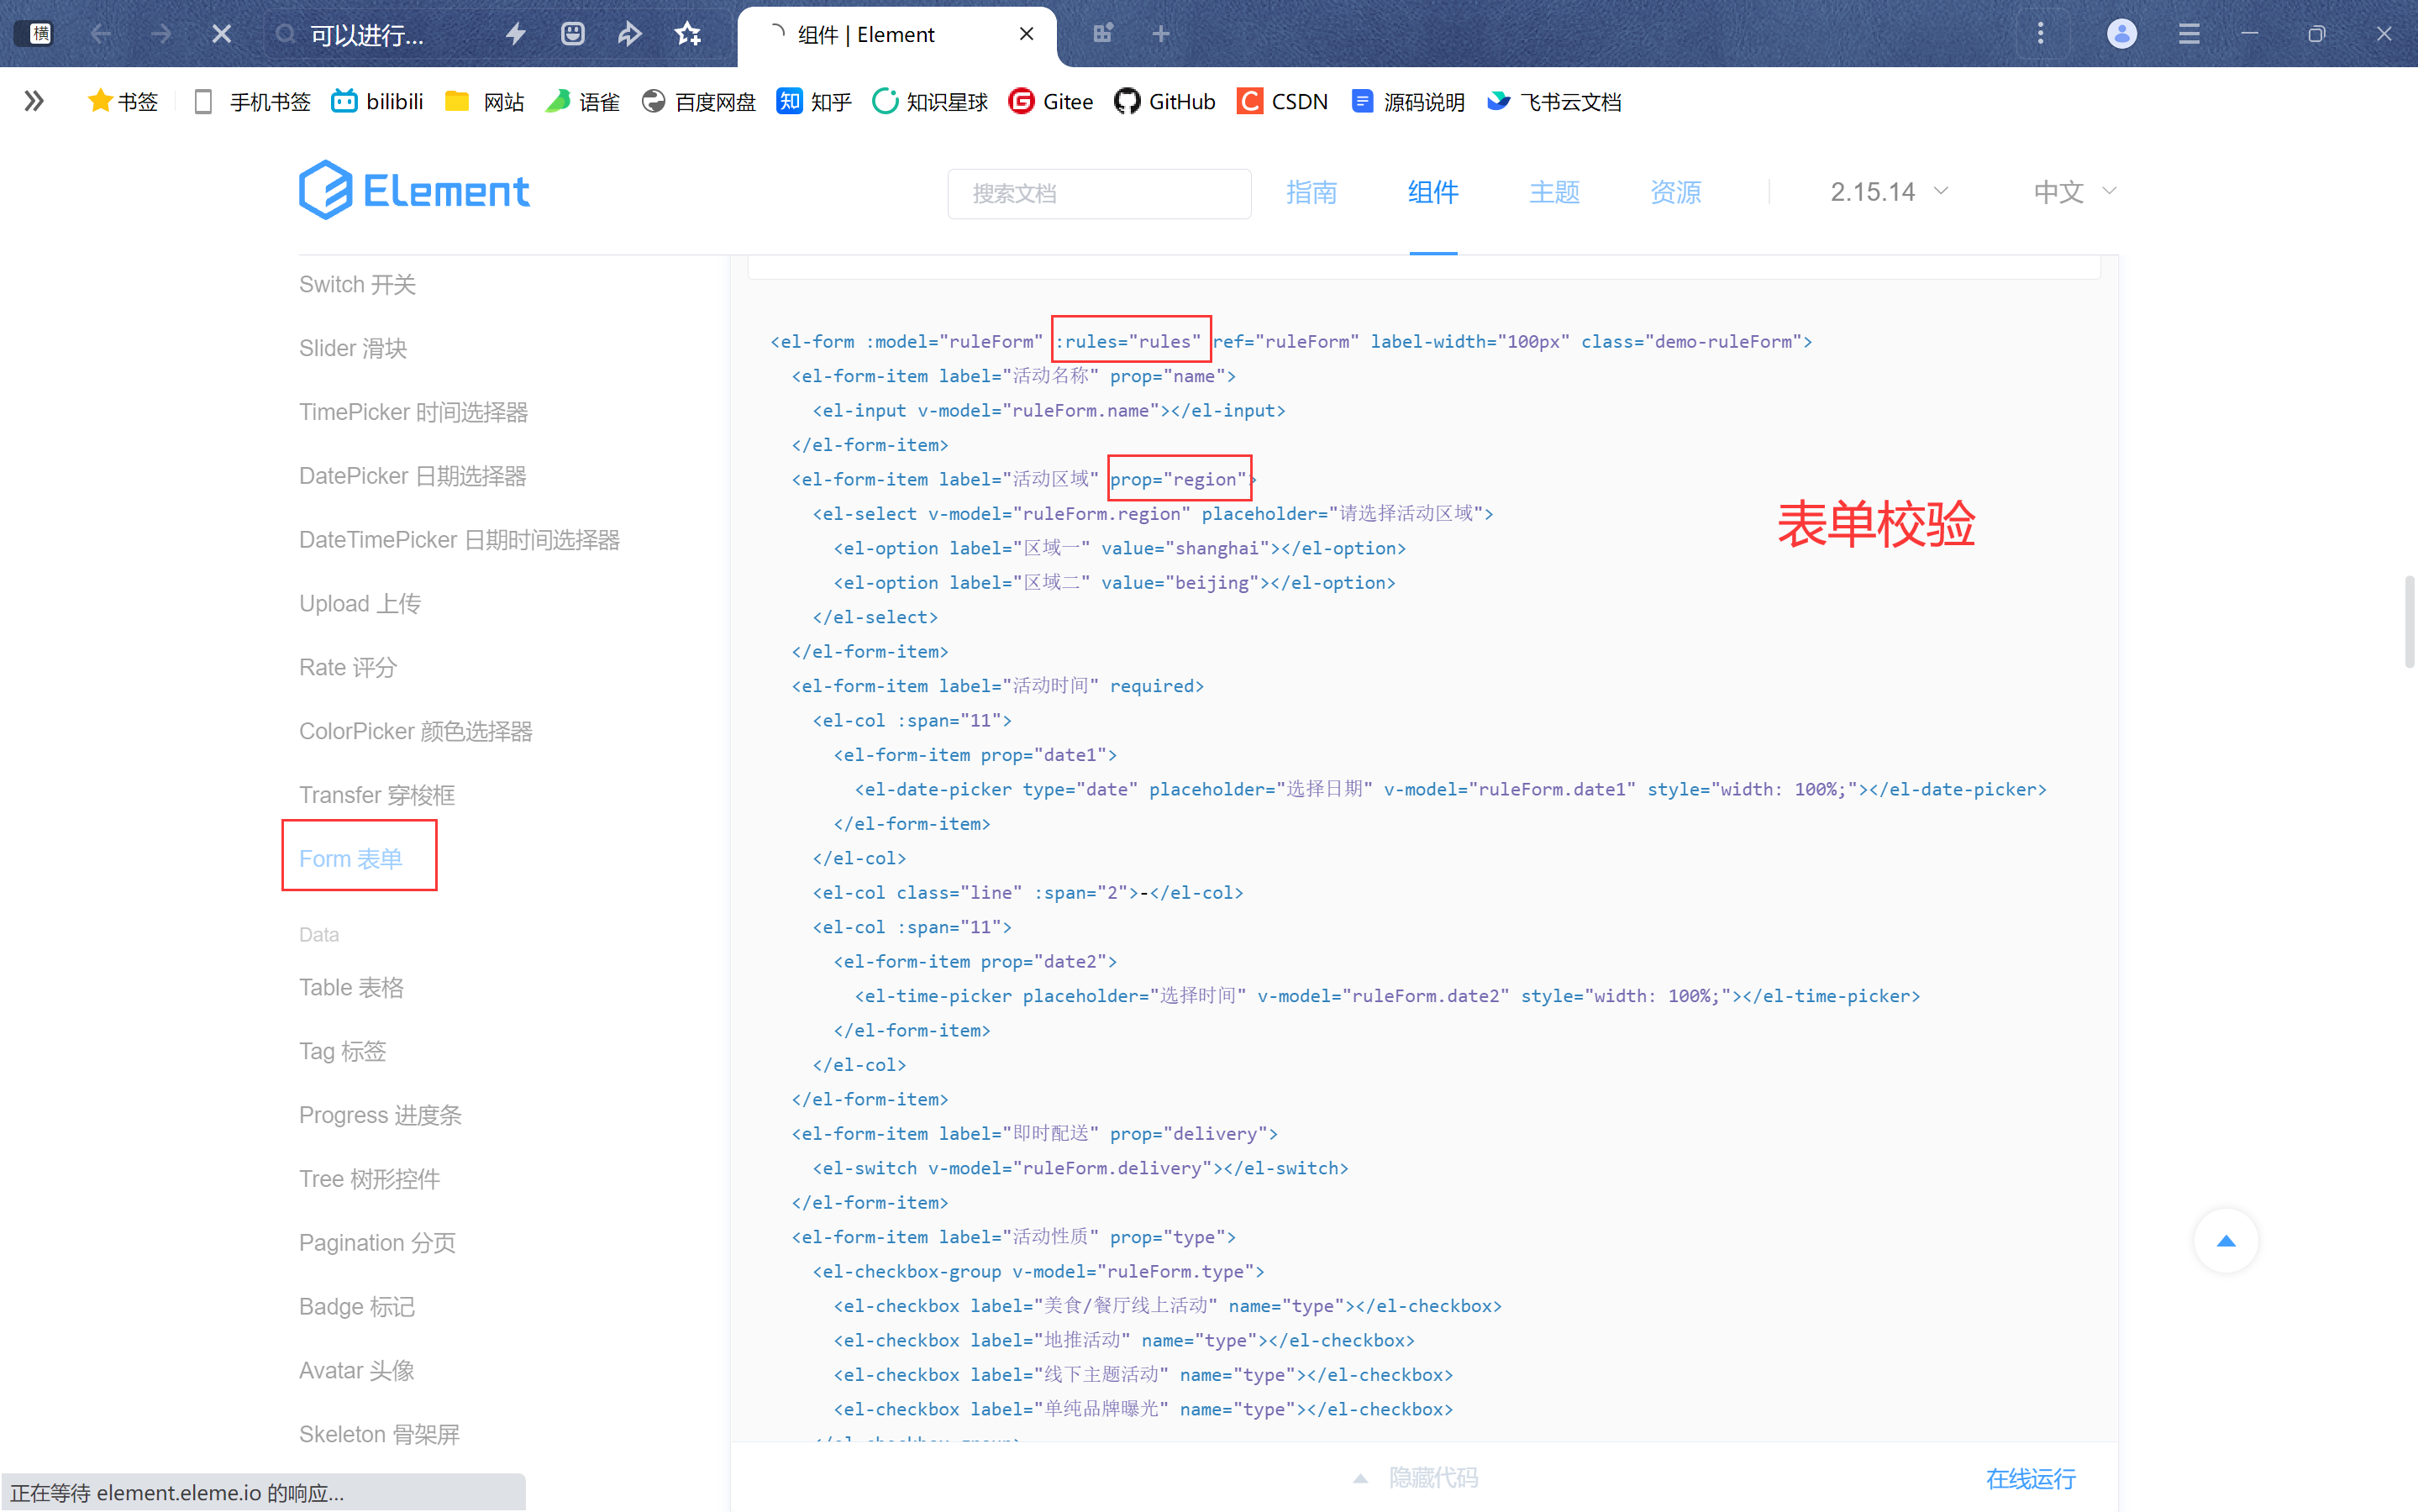 横
可以进行...
组件 | Element
书签
手机书签
bilibili
网站
语雀
百度网盘
知 知乎
知识星球
Gitee
GitHub
CSDN
源码说明
飞书云文档
Element
搜索文档
指南
组件
主题
资源
2.15.14
中文
Switch 开关
Slider 滑块
TimePicker 时间选择器
DatePicker 日期选择器
DateTimePicker 日期时间选择器
Upload 上传
Rate 评分
ColorPicker 颜色选择器
Transfer 穿梭框
Form 表单
Data
Table 表格
Tag 标签
Progress 进度条
Tree 树形控件
Pagination 分页
Badge 标记
Avatar 头像
Skeleton 骨架屏
<el-form :model="ruleForm" :rules="rules" ref="ruleForm" label-width="100px" class="demo-ruleForm">
<el-form-item label="活动名称" prop="name">
<el-input v-model="ruleForm.name"></el-input>
</el-form-item>
<el-form-item label="活动区域" prop="region">
<el-select v-model="ruleForm.region" placeholder="请选择活动区域">
<el-option label="区域一" value="shanghai"></el-option>
<el-option label="区域二" value="beijing"></el-option>
</el-select>
</el-form-item>
<el-form-item label="活动时间" required>
<el-col :span="11">
<el-form-item prop="date1">
<el-date-picker type="date" placeholder="选择日期" v-model="ruleForm.date1" style="width: 100%;"></el-date-picker>
</el-form-item>
</el-col>
<el-col class="line" :span="2">-</el-col>
<el-col :span="11">
<el-form-item prop="date2">
<el-time-picker placeholder="选择时间" v-model="ruleForm.date2" style="width: 100%;"></el-time-picker>
</el-form-item>
</el-col>
</el-form-item>
<el-form-item label="即时配送" prop="delivery">
<el-switch v-model="ruleForm.delivery"></el-switch>
</el-form-item>
<el-form-item label="活动性质" prop="type">
<el-checkbox-group v-model="ruleForm.type">
<el-checkbox label="美食/餐厅线上活动" name="type"></el-checkbox>
<el-checkbox label="地推活动" name="type"></el-checkbox>
<el-checkbox label="线下主题活动" name="type"></el-checkbox>
<el-checkbox label="单纯品牌曝光" name="type"></el-checkbox>
</el-checkbox-group>
表单校验
隐藏代码
在线运行
正在等待 element.eleme.io 的响应...